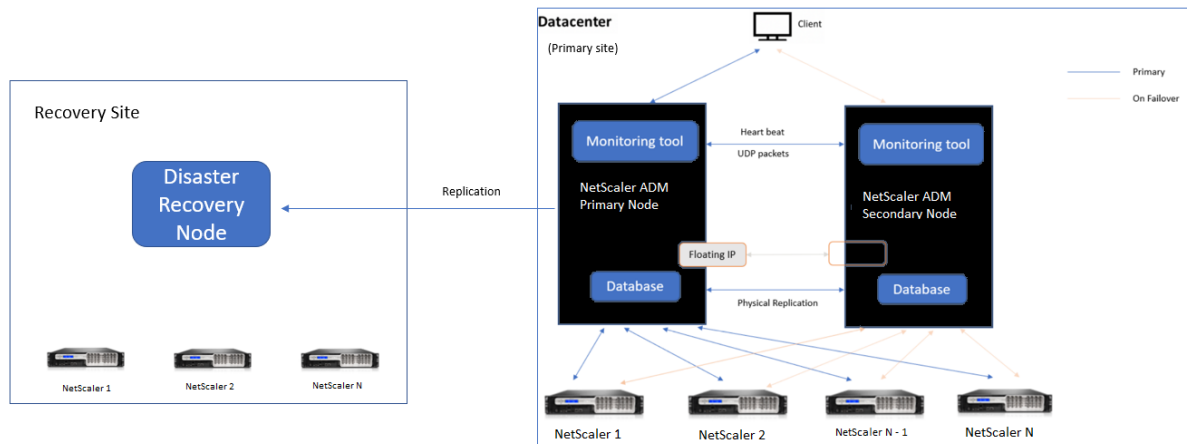 Recovery Site
Disaster
Recovery
Node
NetScaler 1
NetScaler 2
NetScaler N
Replication
Datacenter
(Primary site)
Client
Primary
On Failover
Monitoring tool
Heart beat
UDP packets
Monitoring tool
NetScaler ADM
Primary Node
NetScaler ADM
Secondary Node
Floating IP
Database
Physical Replication
Database
NetScaler 1
NetScaler 2
NetScaler N - 1
NetScaler N